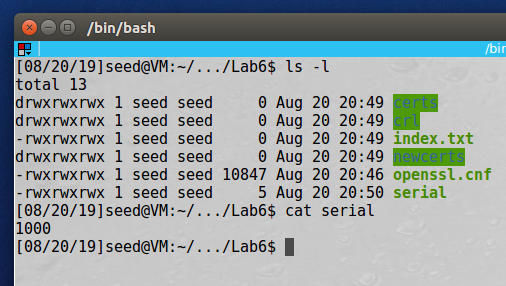 /bin/bash
/bin
[08/20/19]seed@VM:~/.../Lab6$ ls -l
total 13
drwxrwxrwx 1 seed seed     0 Aug 20 20:49 certs
drwxrwxrwx 1 seed seed     0 Aug 20 20:49 crl
-rwxrwxrwx 1 seed seed     0 Aug 20 20:49 index.txt
drwxrwxrwx 1 seed seed     0 Aug 20 20:49 newcerts
-rwxrwxrwx 1 seed seed 10847 Aug 20 20:46 openssl.cnf
-rwxrwxrwx 1 seed seed     5 Aug 20 20:50 serial
[08/20/19]seed@VM:~/.../Lab6$ cat serial
1000
[08/20/19]seed@VM:~/.../Lab6$